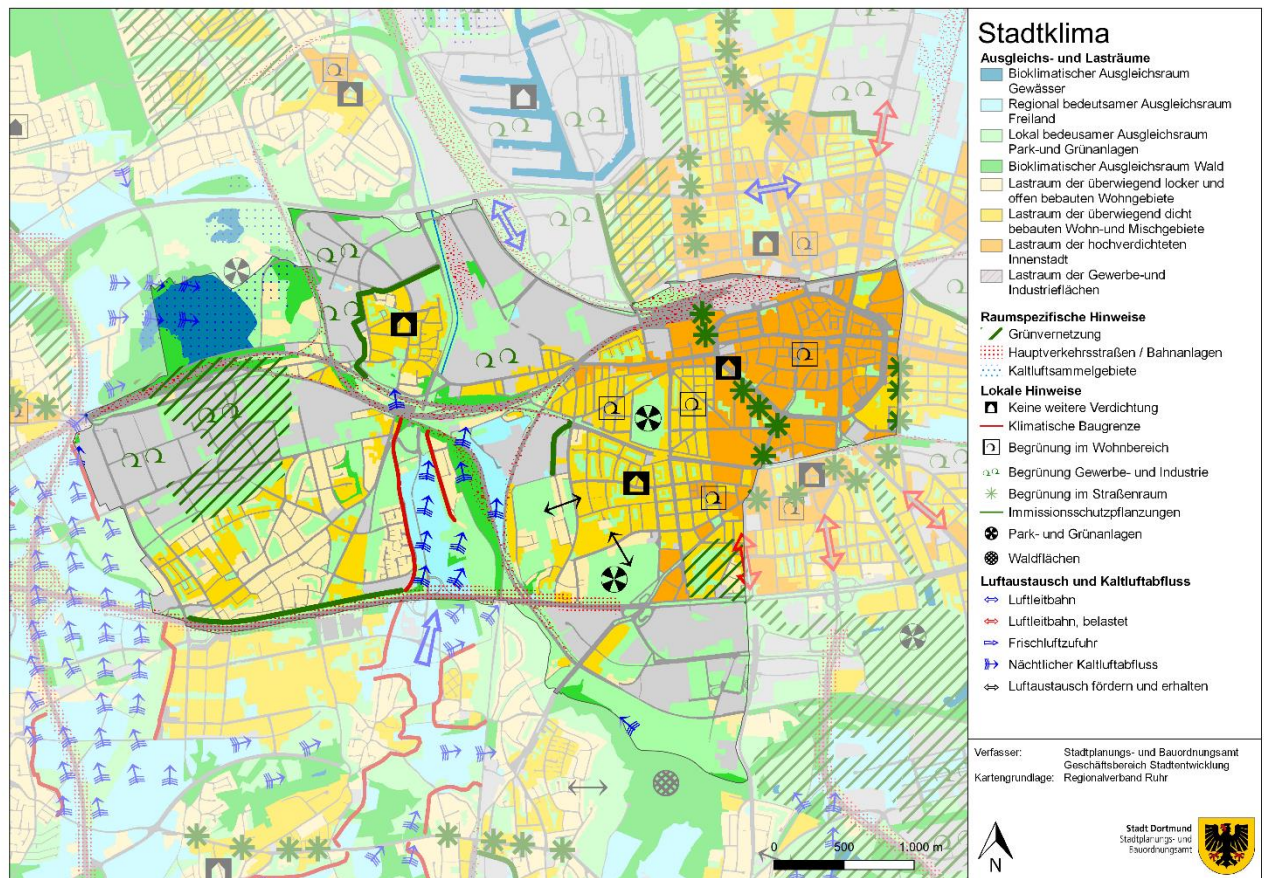 Stadtklima
Ausgleichs- und Lasträume
Bioklimatischer Ausgleichsraum
Gewässer
Regional bedeutsamer Ausgleichsraum
Freiland
Lokal bedeusamer Ausgleichsraum
Park-und Grünanlagen
Bioklimatischer Ausgleichsraum Wald
Lastraum der überwiegend locker und
offen bebauten Wohngebiete
Lastraum der überwiegend dicht
bebauten Wohn-und Mischgebiete
Lastraum der hochverdichteten
Innenstadt
Lastraum der Gewerbe-und
Industrieflächen
Raumspezifische Hinweise
Grünvernetzung
Hauptverkehrsstraßen / Bahnanlagen
Kaltluftsammelgebiete
Lokale Hinweise
Keine weitere Verdichtung
Klimatische Baugrenze
Begrünung im Wohnbereich
Begrünung Gewerbe- und Industrie
Begrünung im Straßenraum
Immissionsschutzpflanzungen
Park- und Grünanlagen
Waldflächen
Luftaustausch und Kaltluftabfluss
Luftleitbahn
Luftleitbahn, belastet
Frischluftzufuhr
Nächtlicher Kaltluftabfluss
Luftaustausch fördern und erhalten
Verfasser: Stadtplanungs- und Bauordnungsamt
Geschäftsbereich Stadtentwicklung
Kartengrundlage: Regionalverband Ruhr
0 500 1.000 m
N
Stadt Dortmund
Stadtplanungs- und
Bauordnungsamt